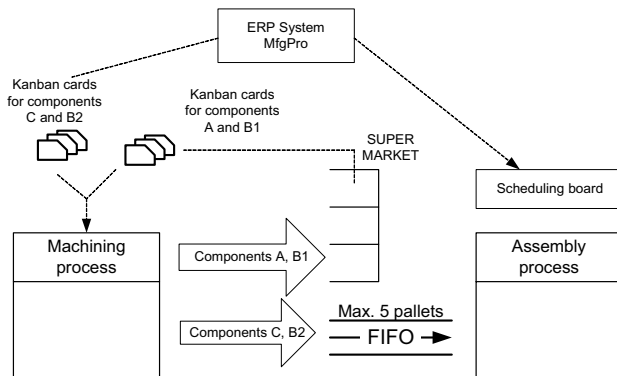 ERP System
MfgPro
Kanban cards
for components
C and B2
Kanban cards
for components
A and B1
SUPER
MARKET
Scheduling board
Machining
process
Components A, B1
Assembly
process
Components C, B2
Max. 5 pallets
FIFO